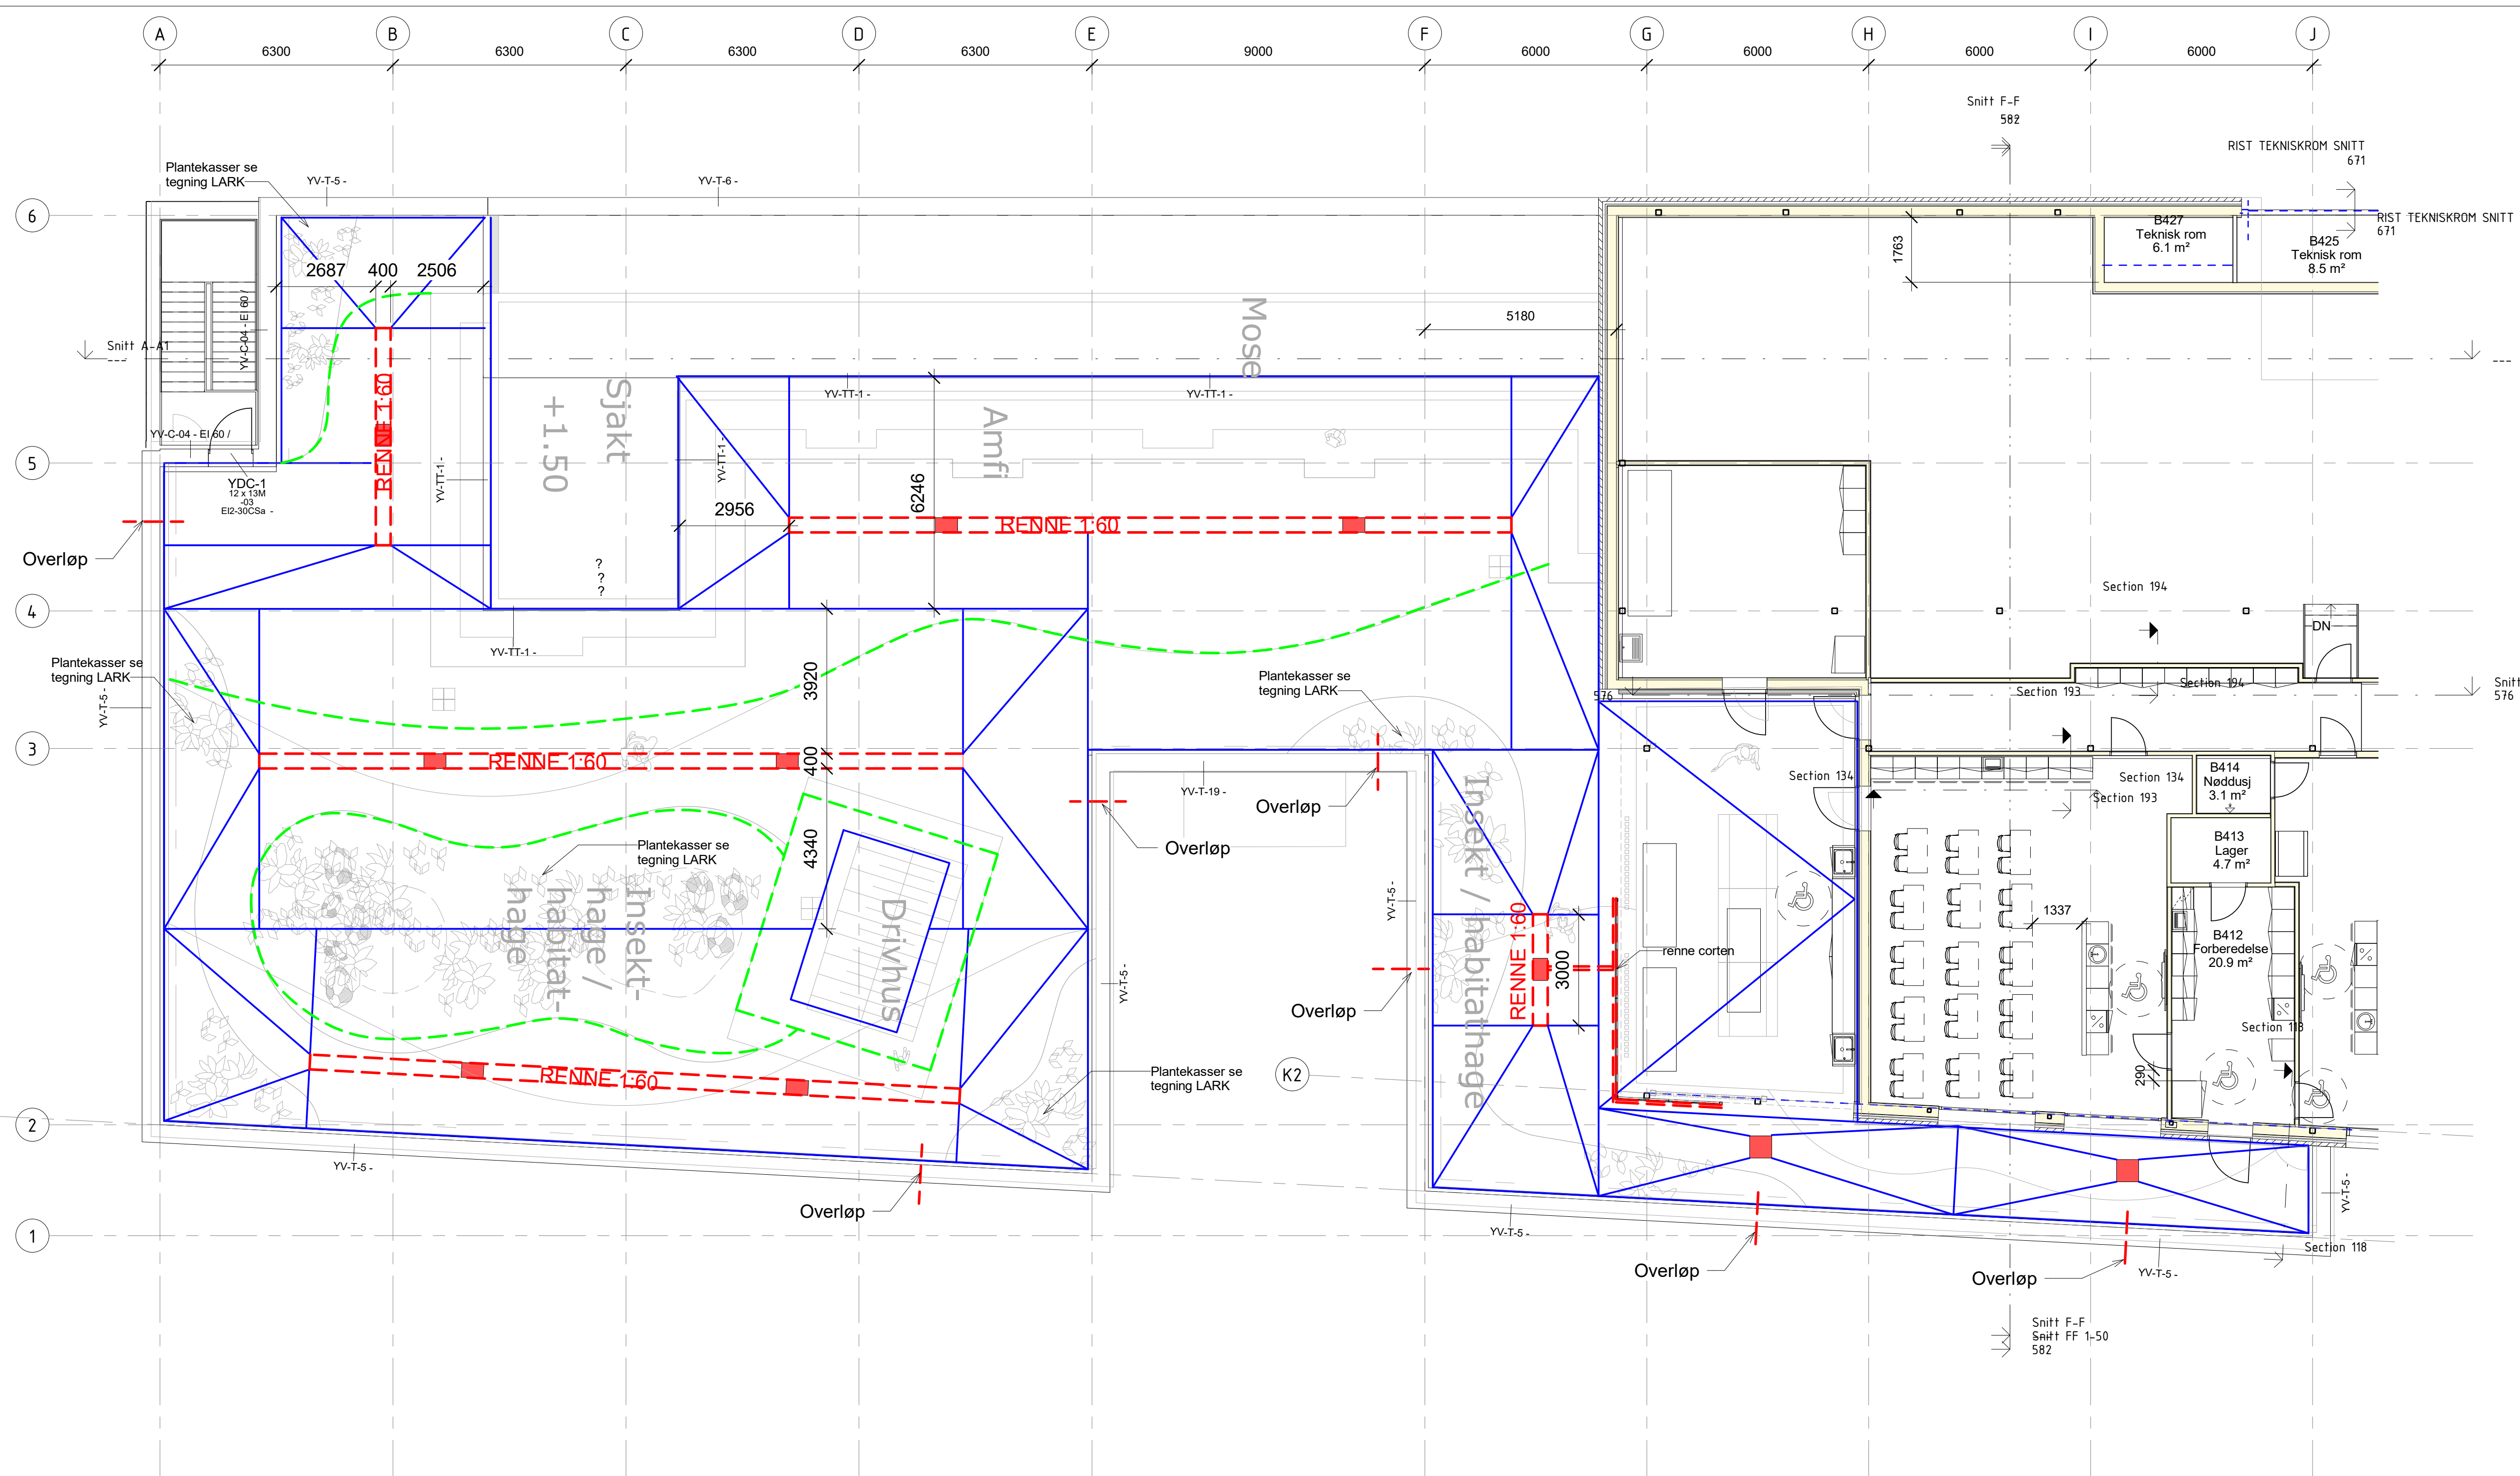 A
B
C
D
E
F
G
H
I
J
6300
6300
6300
6300
9000
6000
6000
6000
6000
Snitt F-F
582
RIST TEKNISKROM SNITT
671
Plantekasser se
tegning LARK
YV-T-5 -
YV-T-6 -
6
RIST TEKNISKROM SNITT
671
B427
Teknisk rom
6.1 m²
B425
Teknisk rom
8.5 m²
1763
2687
400
2506
YV-C-04 - EI 60 /
Mose
5180
Snitt A-A1
---
---
RENNE 1:60
Sjakt
+1.50
Amfi
YV-TT-1 -
YV-TT-1 -
YV-TT-1 -
YV-TT-1 -
YV-C-04 - EI 60 /
5
YDC-1
12 x 13M
-03
EI2-30CSa -
2956
6246
RENNE 1:60
Overløp
?
?
?
4
Section 194
DN
YV-TT-1 -
Plantekasser se
tegning LARK
YV-T-5 -
3920
Plantekasser se
tegning LARK
576
Section 193
Section 194
Snitt
576
3
RENNE 1:60
400
YV-T-19 -
Overløp
Overløp
Section 134
Section 134
Section 193
B414
Nøddusj
3.1 m²
B413
Lager
4.7 m²
4340
Plantekasser se
tegning LARK
Insekt-
hage /
habitat-
hage
Drivhus
YV-T-5 -
YV-T-5 -
Insekt / habitathage
1337
B412
Forberedelse
20.9 m²
RENNE 1:60
3000
renne corten
Overløp
Section 118
290
K2
RENNE 1:60
Plantekasser se
tegning LARK
2
YV-T-5 -
YV-T-5 -
YV-T-5 -
Overløp
1
Section 118
Overløp
Overløp
YV-T-5 -
Snitt F-F
Snitt FF 1-50
582